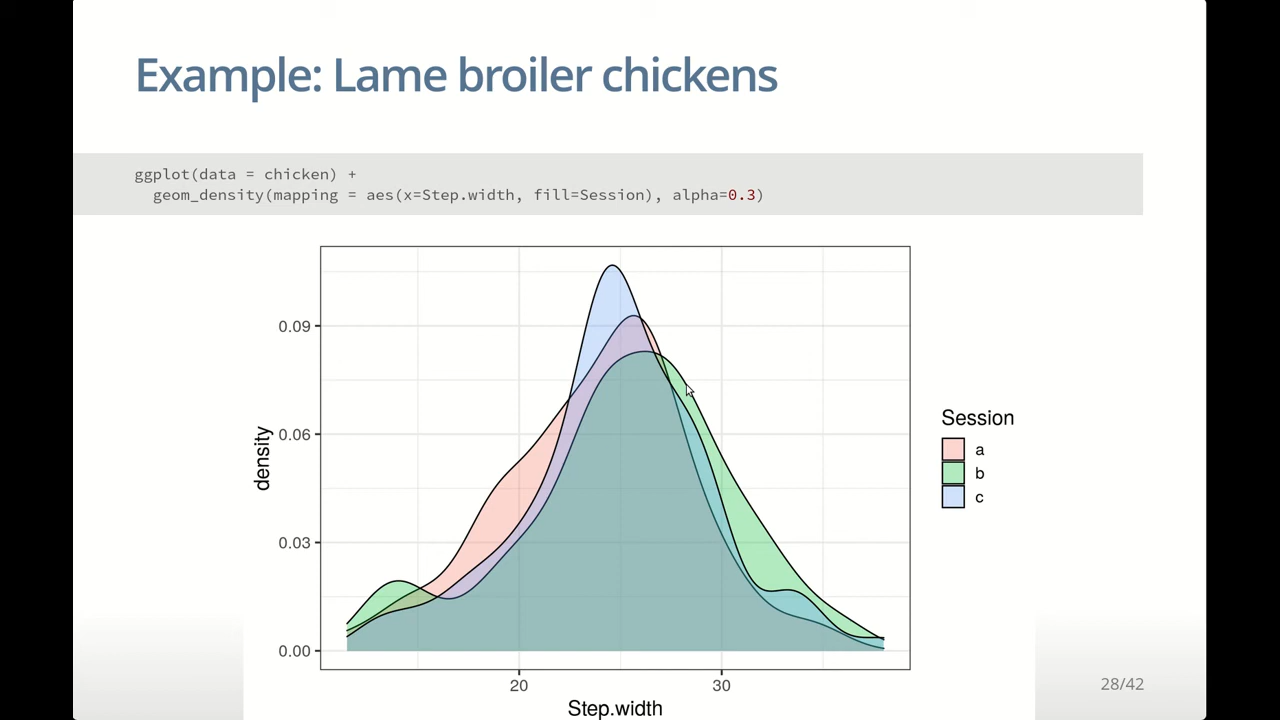 Example: Lame broiler chickens
ggplot(data = chicken) +
geom_density(mapping = aes(x=Step.width, fill=Session), alpha=0.3)
0.09
0.06
0.03
0.00
density
20 30
Step.width
Session
a
b
c
28/42